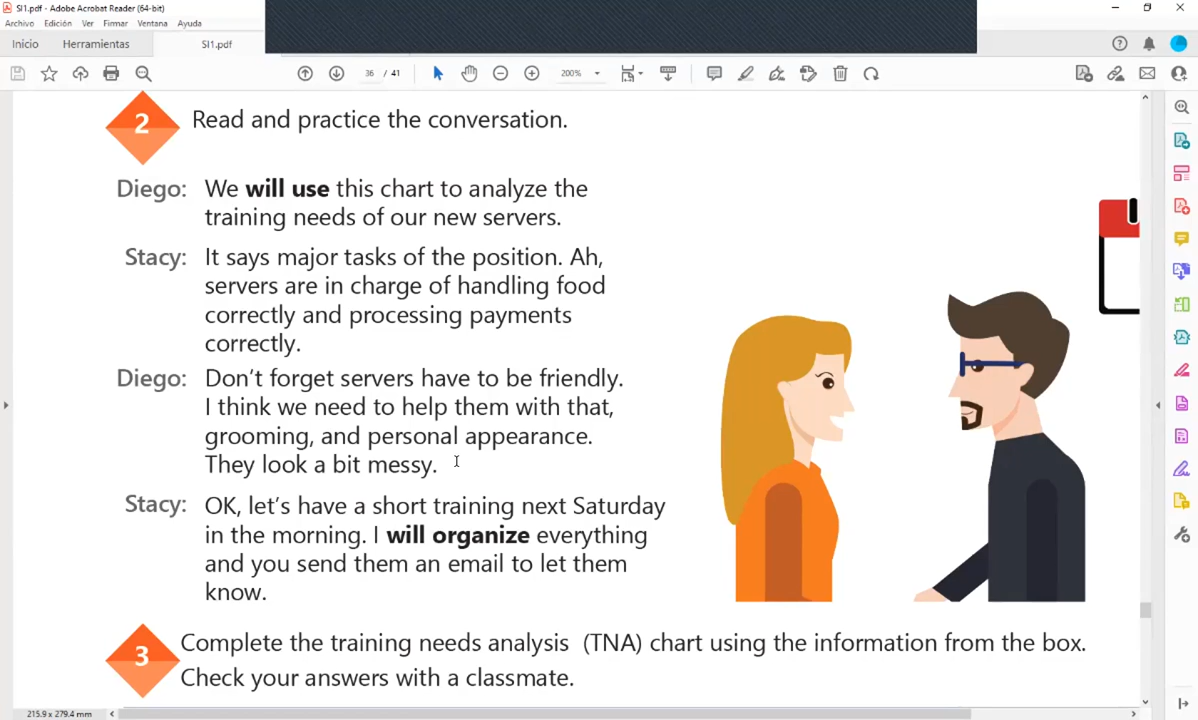 SI1.pdf - Adobe Acrobat Reader (64-bit)
Archivo Edición Ver Firmar Ventana Ayuda
Inicio Herramientas SI1.pdf
36 / 41 200%
2 Read and practice the conversation.
Diego: We will use this chart to analyze the
training needs of our new servers.
Stacy: It says major tasks of the position. Ah,
servers are in charge of handling food
correctly and processing payments
correctly.
Diego: Don't forget servers have to be friendly.
I think we need to help them with that,
grooming, and personal appearance.
They look a bit messy.
Stacy: OK, let's have a short training next Saturday
in the morning. I will organize everything
and you send them an email to let them
know.
3 Complete the training needs analysis (TNA) chart using the information from the box.
Check your answers with a classmate.
215.9 x 279.4 mm